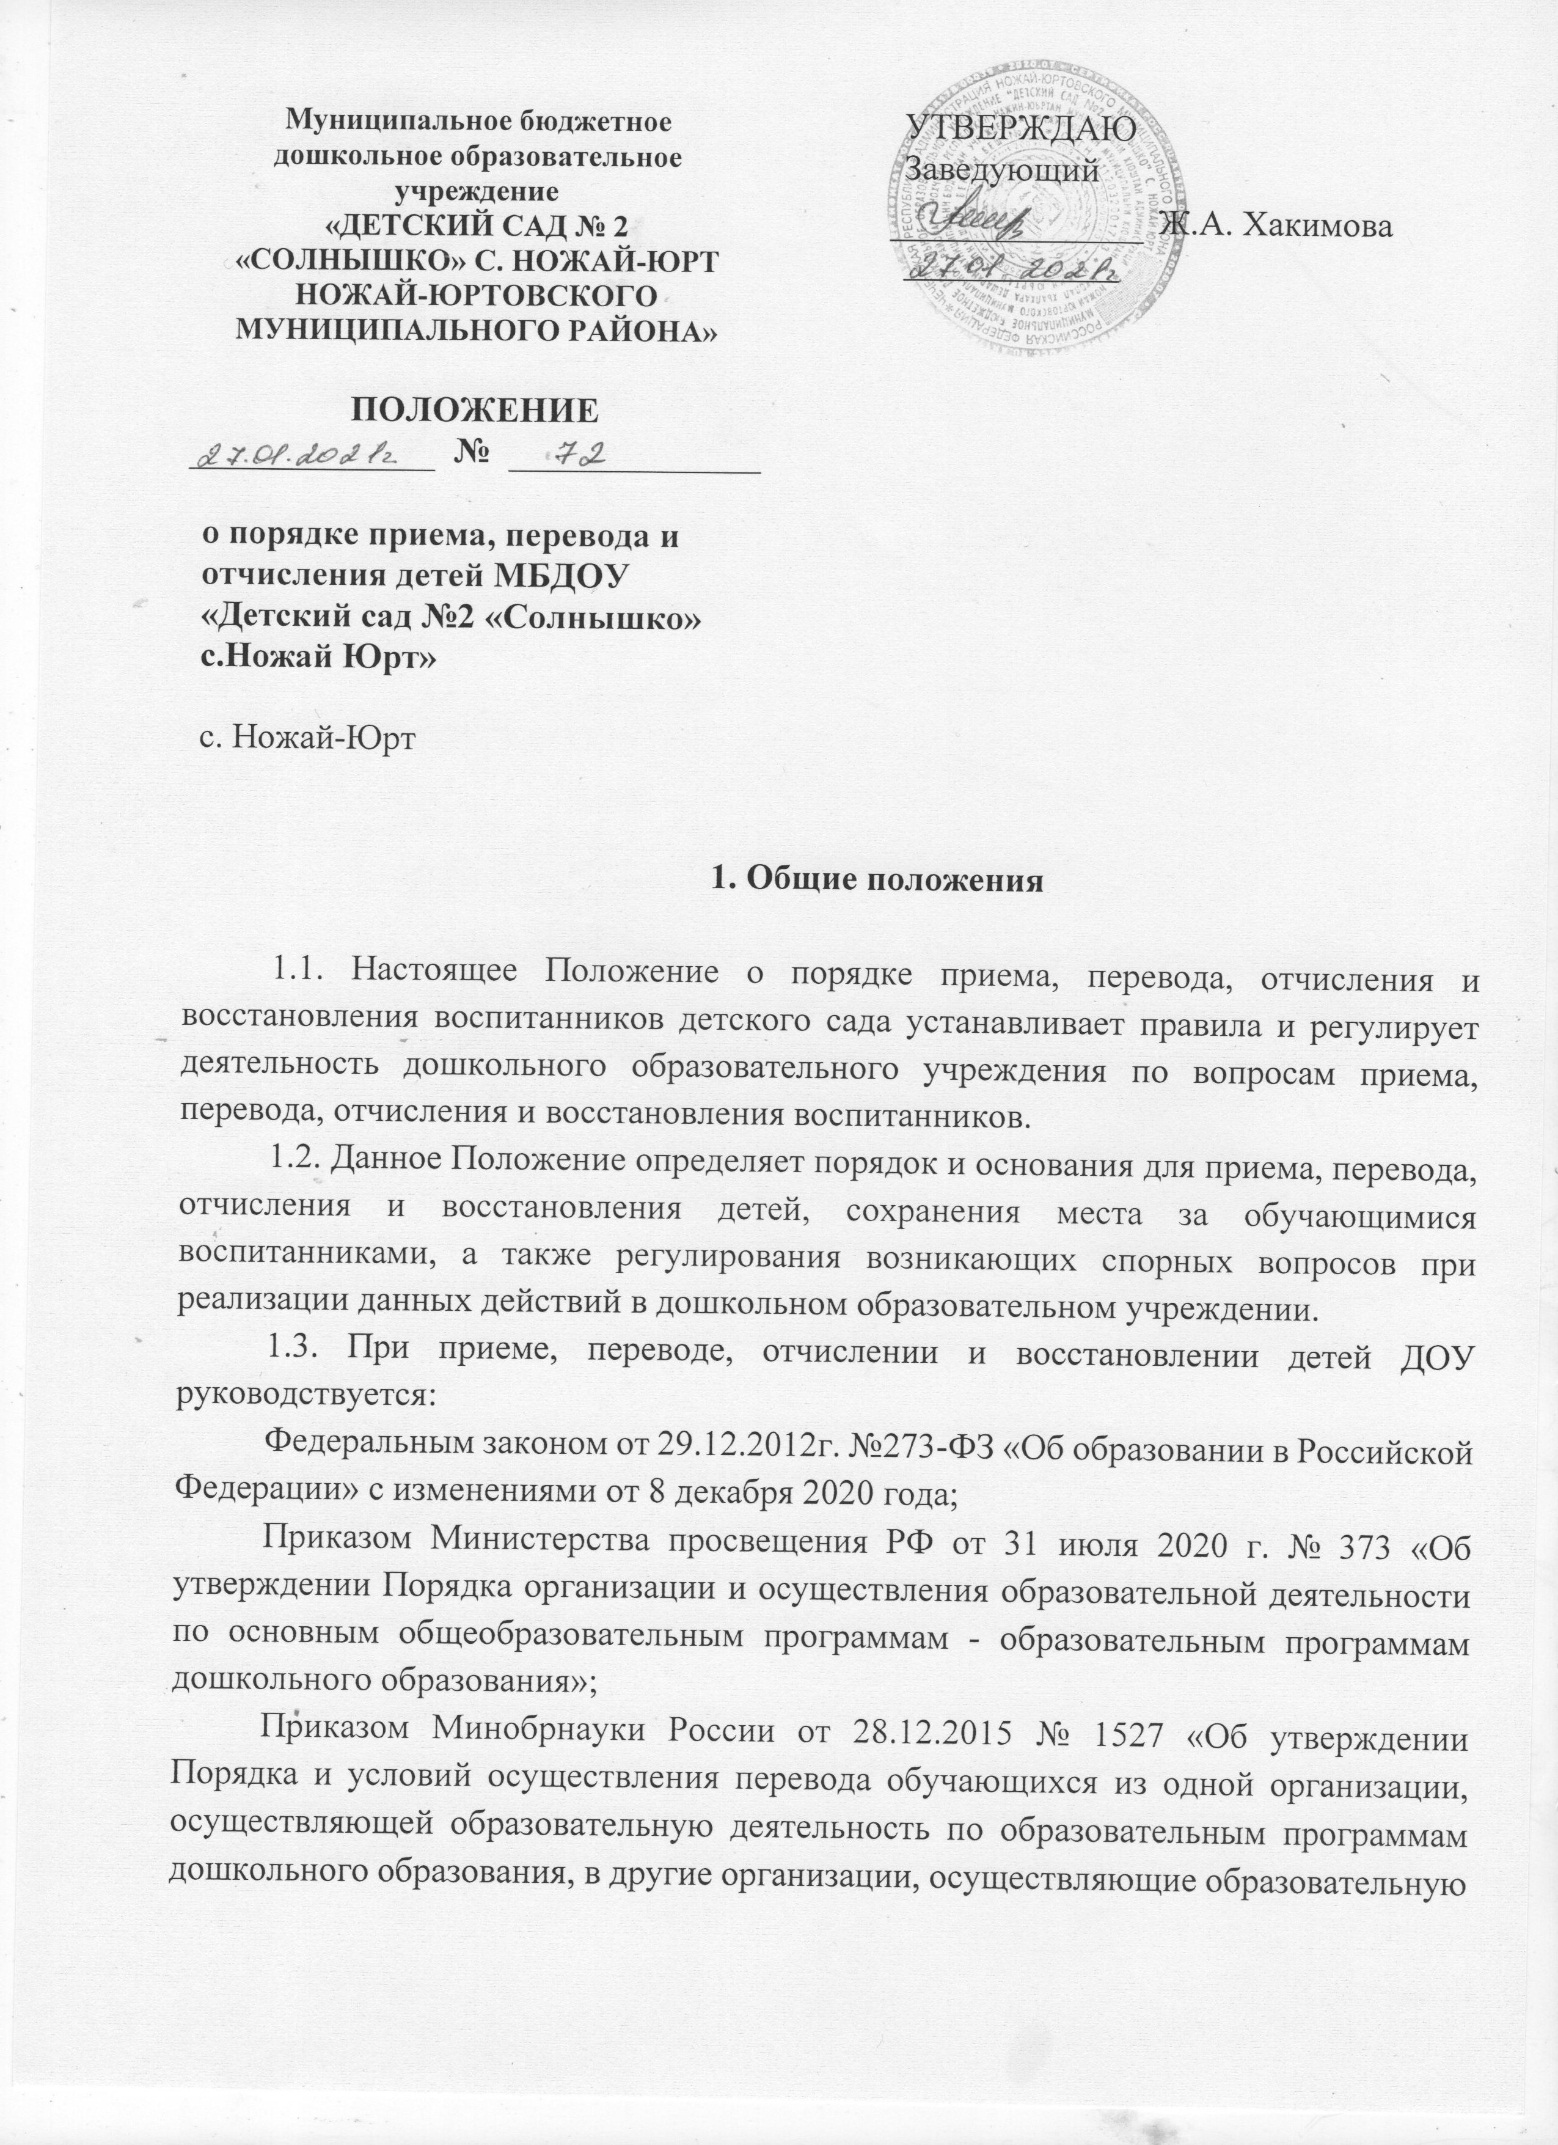 Муниципальное бюджетное
дошкольное образовательное
учреждение
«ДЕТСКИЙ САД № 2
«СОЛНЫШКО» С. НОЖАЙ-ЮРТ
НОЖАЙ-ЮРТОВСКОГО
МУНИЦИПАЛЬНОГО РАЙОНА»
УТВЕРЖДАЮ
Заведующий
Ж.А. Хакимова
27.01.2021г
ПОЛОЖЕНИЕ
27.01.2021г № 72
о порядке приема, перевода и
отчисления детей МБДОУ
«Детский сад №2 «Солнышко»
с.Ножай Юрт»
с. Ножай-Юрт
1. Общие положения
1.1. Настоящее Положение о порядке приема, перевода, отчисления и
восстановления воспитанников детского сада устанавливает правила и регулирует
деятельность дошкольного образовательного учреждения по вопросам приема,
перевода, отчисления и восстановления воспитанников.
1.2. Данное Положение определяет порядок и основания для приема, перевода,
отчисления и восстановления детей, сохранения места за обучающимися
воспитанниками, а также регулирования возникающих спорных вопросов при
реализации данных действий в дошкольном образовательном учреждении.
1.3. При приеме, переводе, отчислении и восстановлении детей ДОУ
руководствуется:
Федеральным законом от 29.12.2012г. №273-ФЗ «Об образовании в Российской
Федерации» с изменениями от 8 декабря 2020 года;
Приказом Министерства просвещения РФ от 31 июля 2020 г. № 373 «Об
утверждении Порядка организации и осуществления образовательной деятельности
по основным общеобразовательным программам - образовательным программам
дошкольного образования»;
Приказом Минобрнауки России от 28.12.2015 № 1527 «Об утверждении
Порядка и условий осуществления перевода обучающихся из одной организации,
осуществляющей образовательную деятельность по образовательным программам
дошкольного образования, в другие организации, осуществляющие образовательную